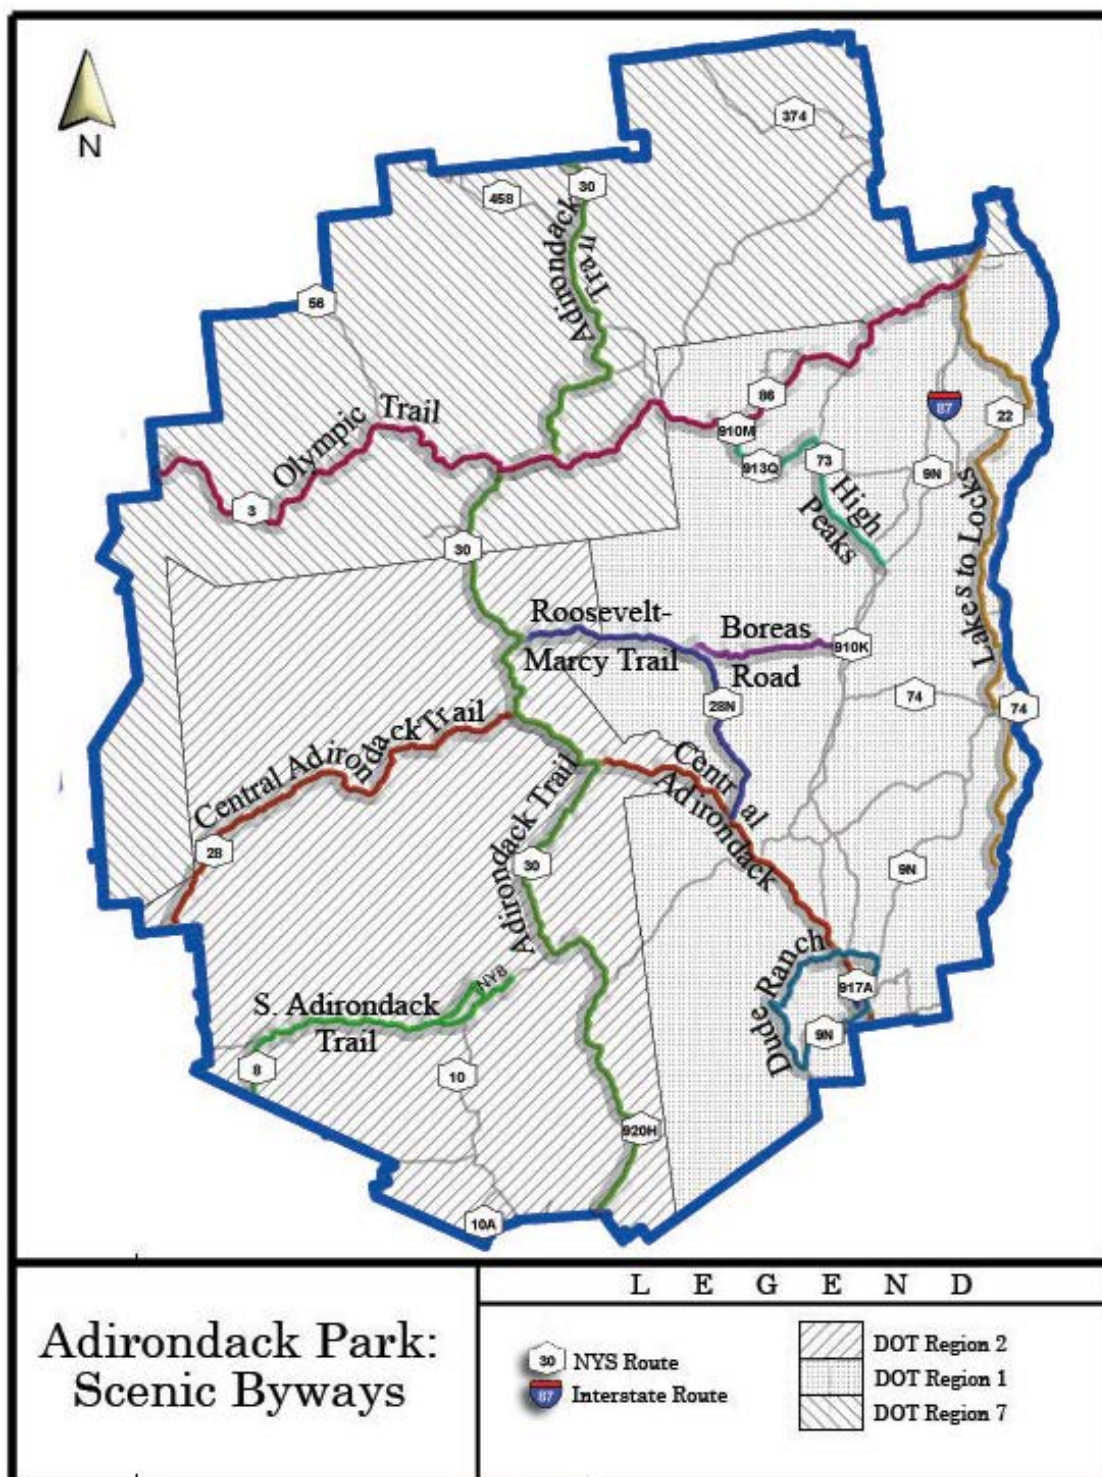 N
374
458
30
Adirondack
Trail
56
Olympic Trail
3
86
910M
913Q
73
87
22
9N
High
Peaks
30
Lakes to Locks
Roosevelt-
Marcy Trail
Boreas
Road
910K
74
74
28N
Central Adirondack Trail
Central
Adirondack
28
Adirondack Trail
30
9N
Dude Ranch
917A
9N
NY8
S. Adirondack
Trail
8
10
920H
10A
Adirondack Park:
Scenic Byways
LEGEND
30 NYS Route
87 Interstate Route
DOT Region 2
DOT Region 1
DOT Region 7